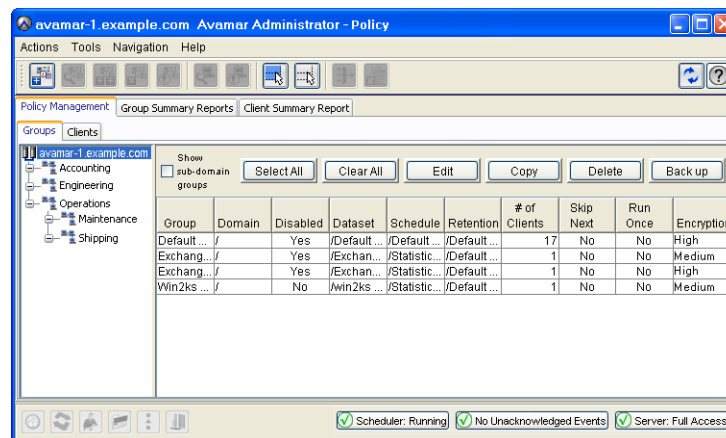 avamar-1.example.com Avamar Administrator - Policy
Actions Tools Navigation Help
Policy Management Group Summary Reports Client Summary Report
Groups Clients
avamar-1.example.com
Accounting
Engineering
Operations
Maintenance
Shipping
Show sub-domain groups
Select All Clear All Edit Copy Delete Back up
Group Domain Disabled Dataset Schedule Retention # of Clients Skip Next Run Once Encryptio
Default ... / Yes /Default ... /Default ... /Default ... 17 No No High
Exchang... / Yes /Exchan... /Statistic... /Default ... 1 No No Medium
Exchang... / Yes /Exchan... /Statistic... /Default ... 1 No No High
Win2ks ... / No /win2ks ... /Statistic... /Default ... 1 No No Medium
Scheduler: Running No Unacknowledged Events Server: Full Access